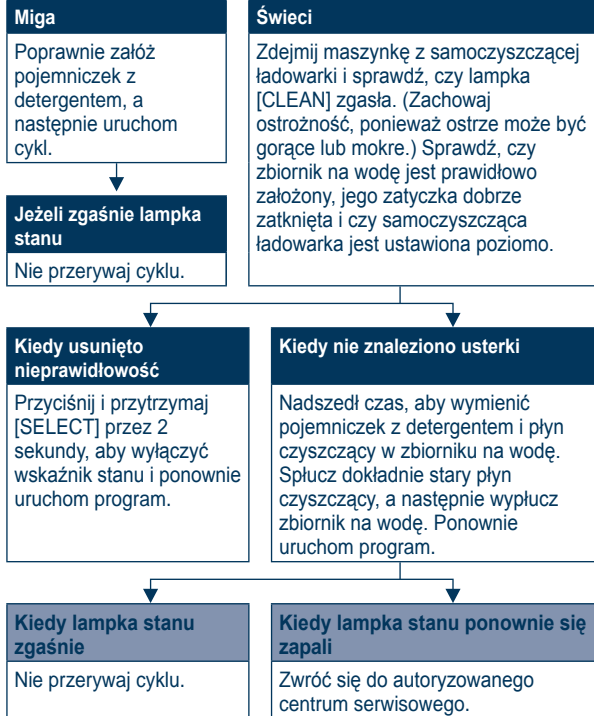 Miga
Poprawnie załóż
pojemniczek z
detergentem, a
następnie uruchom
cykl.
Jeżeli zgaśnie lampka
stanu
Nie przerywaj cyklu.
Świeci
Zdejmij maszynkę z samoczyszczącej
ładowarki i sprawdź, czy lampka
[CLEAN] zgasła. (Zachowaj
ostrożność, ponieważ ostrze może być
gorące lub mokre.) Sprawdź, czy
zbiornik na wodę jest prawidłowo
założony, jego zatyczka dobrze
zatknięta i czy samoczyszcząca
ładowarka jest ustawiona poziomo.
Kiedy usunięto
nieprawidłowość
Przyciśnij i przytrzymaj
[SELECT] przez 2
sekundy, aby wyłączyć
wskaźnik stanu i ponownie
uruchom program.
Kiedy nie znaleziono usterki
Nadszedł czas, aby wymienić
pojemniczek z detergentem i płyn
czyszczący w zbiorniku na wodę.
Spłucz dokładnie stary płyn
czyszczący, a następnie wypłucz
zbiornik na wodę. Ponownie
uruchom program.
Kiedy lampka stanu
zgaśnie
Nie przerywaj cyklu.
Kiedy lampka stanu ponownie się
zapali
Zwróć się do autoryzowanego
centrum serwisowego.